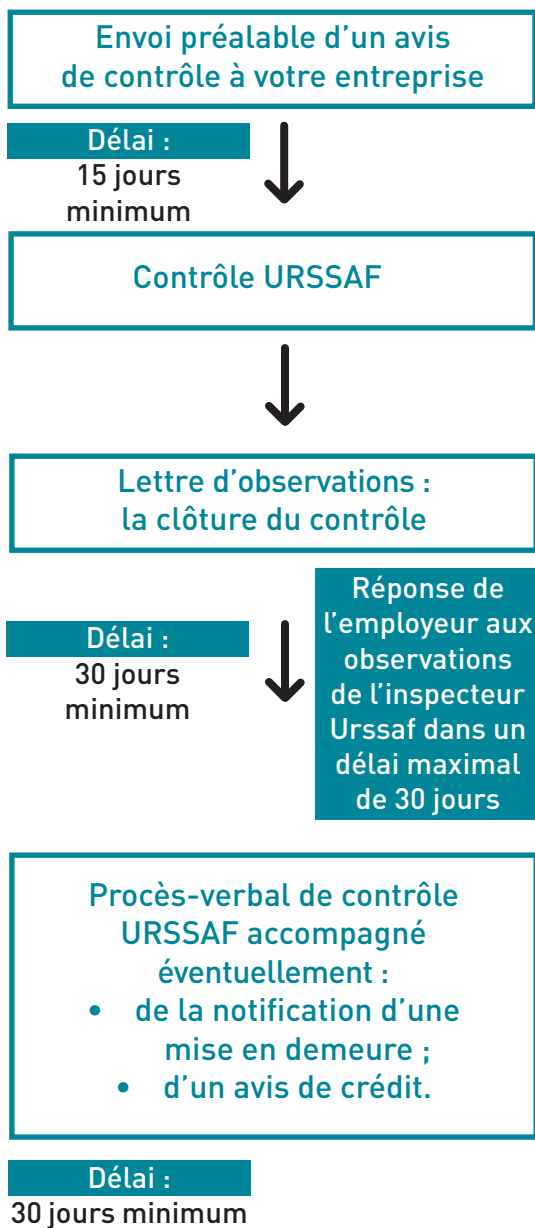 Envoi préalable d’un avis
de contrôle à votre entreprise
Délai :
15 jours
minimum
Contrôle URSSAF
Lettre d’observations :
la clôture du contrôle
Délai :
30 jours
minimum
Réponse de
l’employeur aux
observations
de l’inspecteur
Urssaf dans un
délai maximal
de 30 jours
Procès-verbal de contrôle
URSSAF accompagné
éventuellement :
• de la notification d’une
mise en demeure ;
• d’un avis de crédit.
Délai :
30 jours minimum